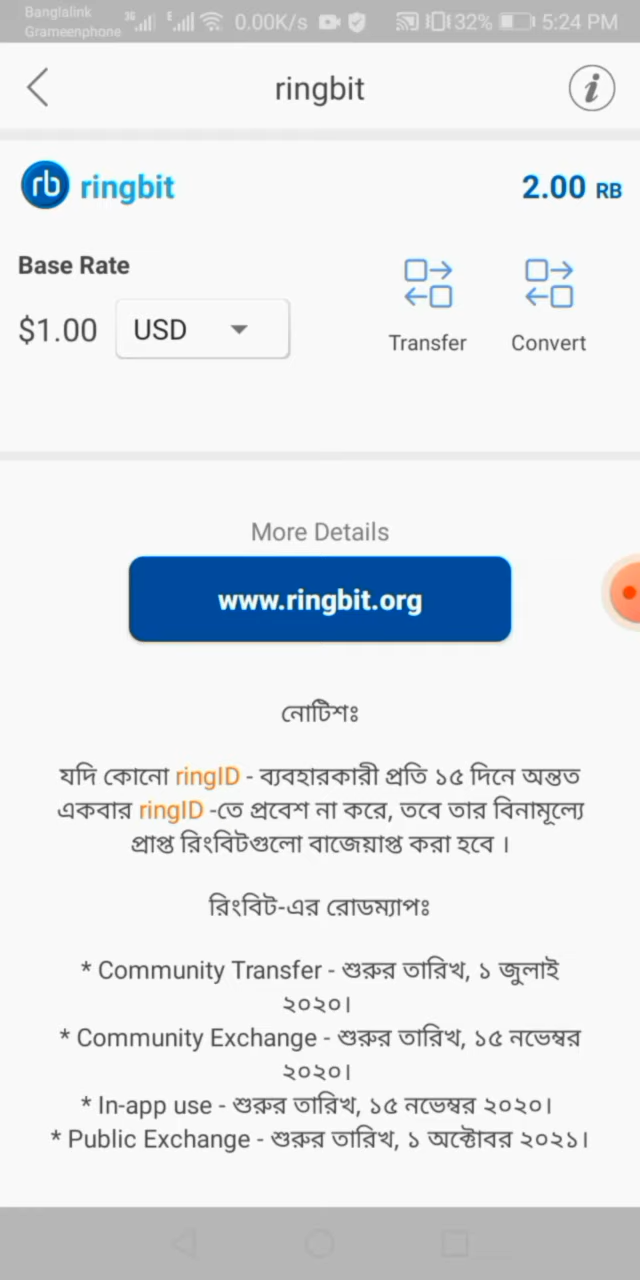 Banglalink
Grameenphone 3G E 0.00K/s 32% 5:24 PM
ringbit
i
rb ringbit 2.00 RB
Base Rate
$1.00 USD
Transfer Convert
More Details
www.ringbit.org
নোটিশঃ
যদি কোনো ringID - ব্যবহারকারী প্রতি ১৫ দিনে অন্তত
একবার ringID -তে প্রবেশ না করে, তবে তার বিনামূল্যে
প্রাপ্ত রিংবিটগুলো বাজেয়াপ্ত করা হবে ।
রিংবিট-এর রোডম্যাপঃ
* Community Transfer - শুরুর তারিখ, ১ জুলাই
২০২০।
* Community Exchange - শুরুর তারিখ, ১৫ নভেম্বর
২০২০।
* In-app use - শুরুর তারিখ, ১৫ নভেম্বর ২০২০।
* Public Exchange - শুরুর তারিখ, ১ অক্টোবর ২০২১।